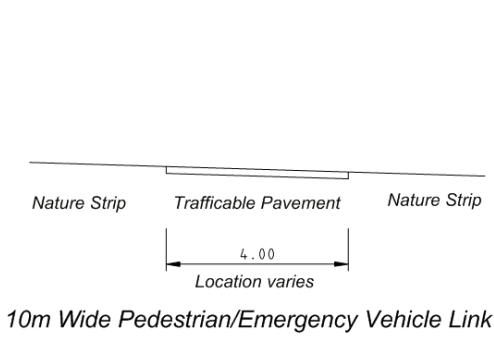 Nature Strip Trafficable Pavement Nature Strip
4.00
Location varies
10m Wide Pedestrian/Emergency Vehicle Link